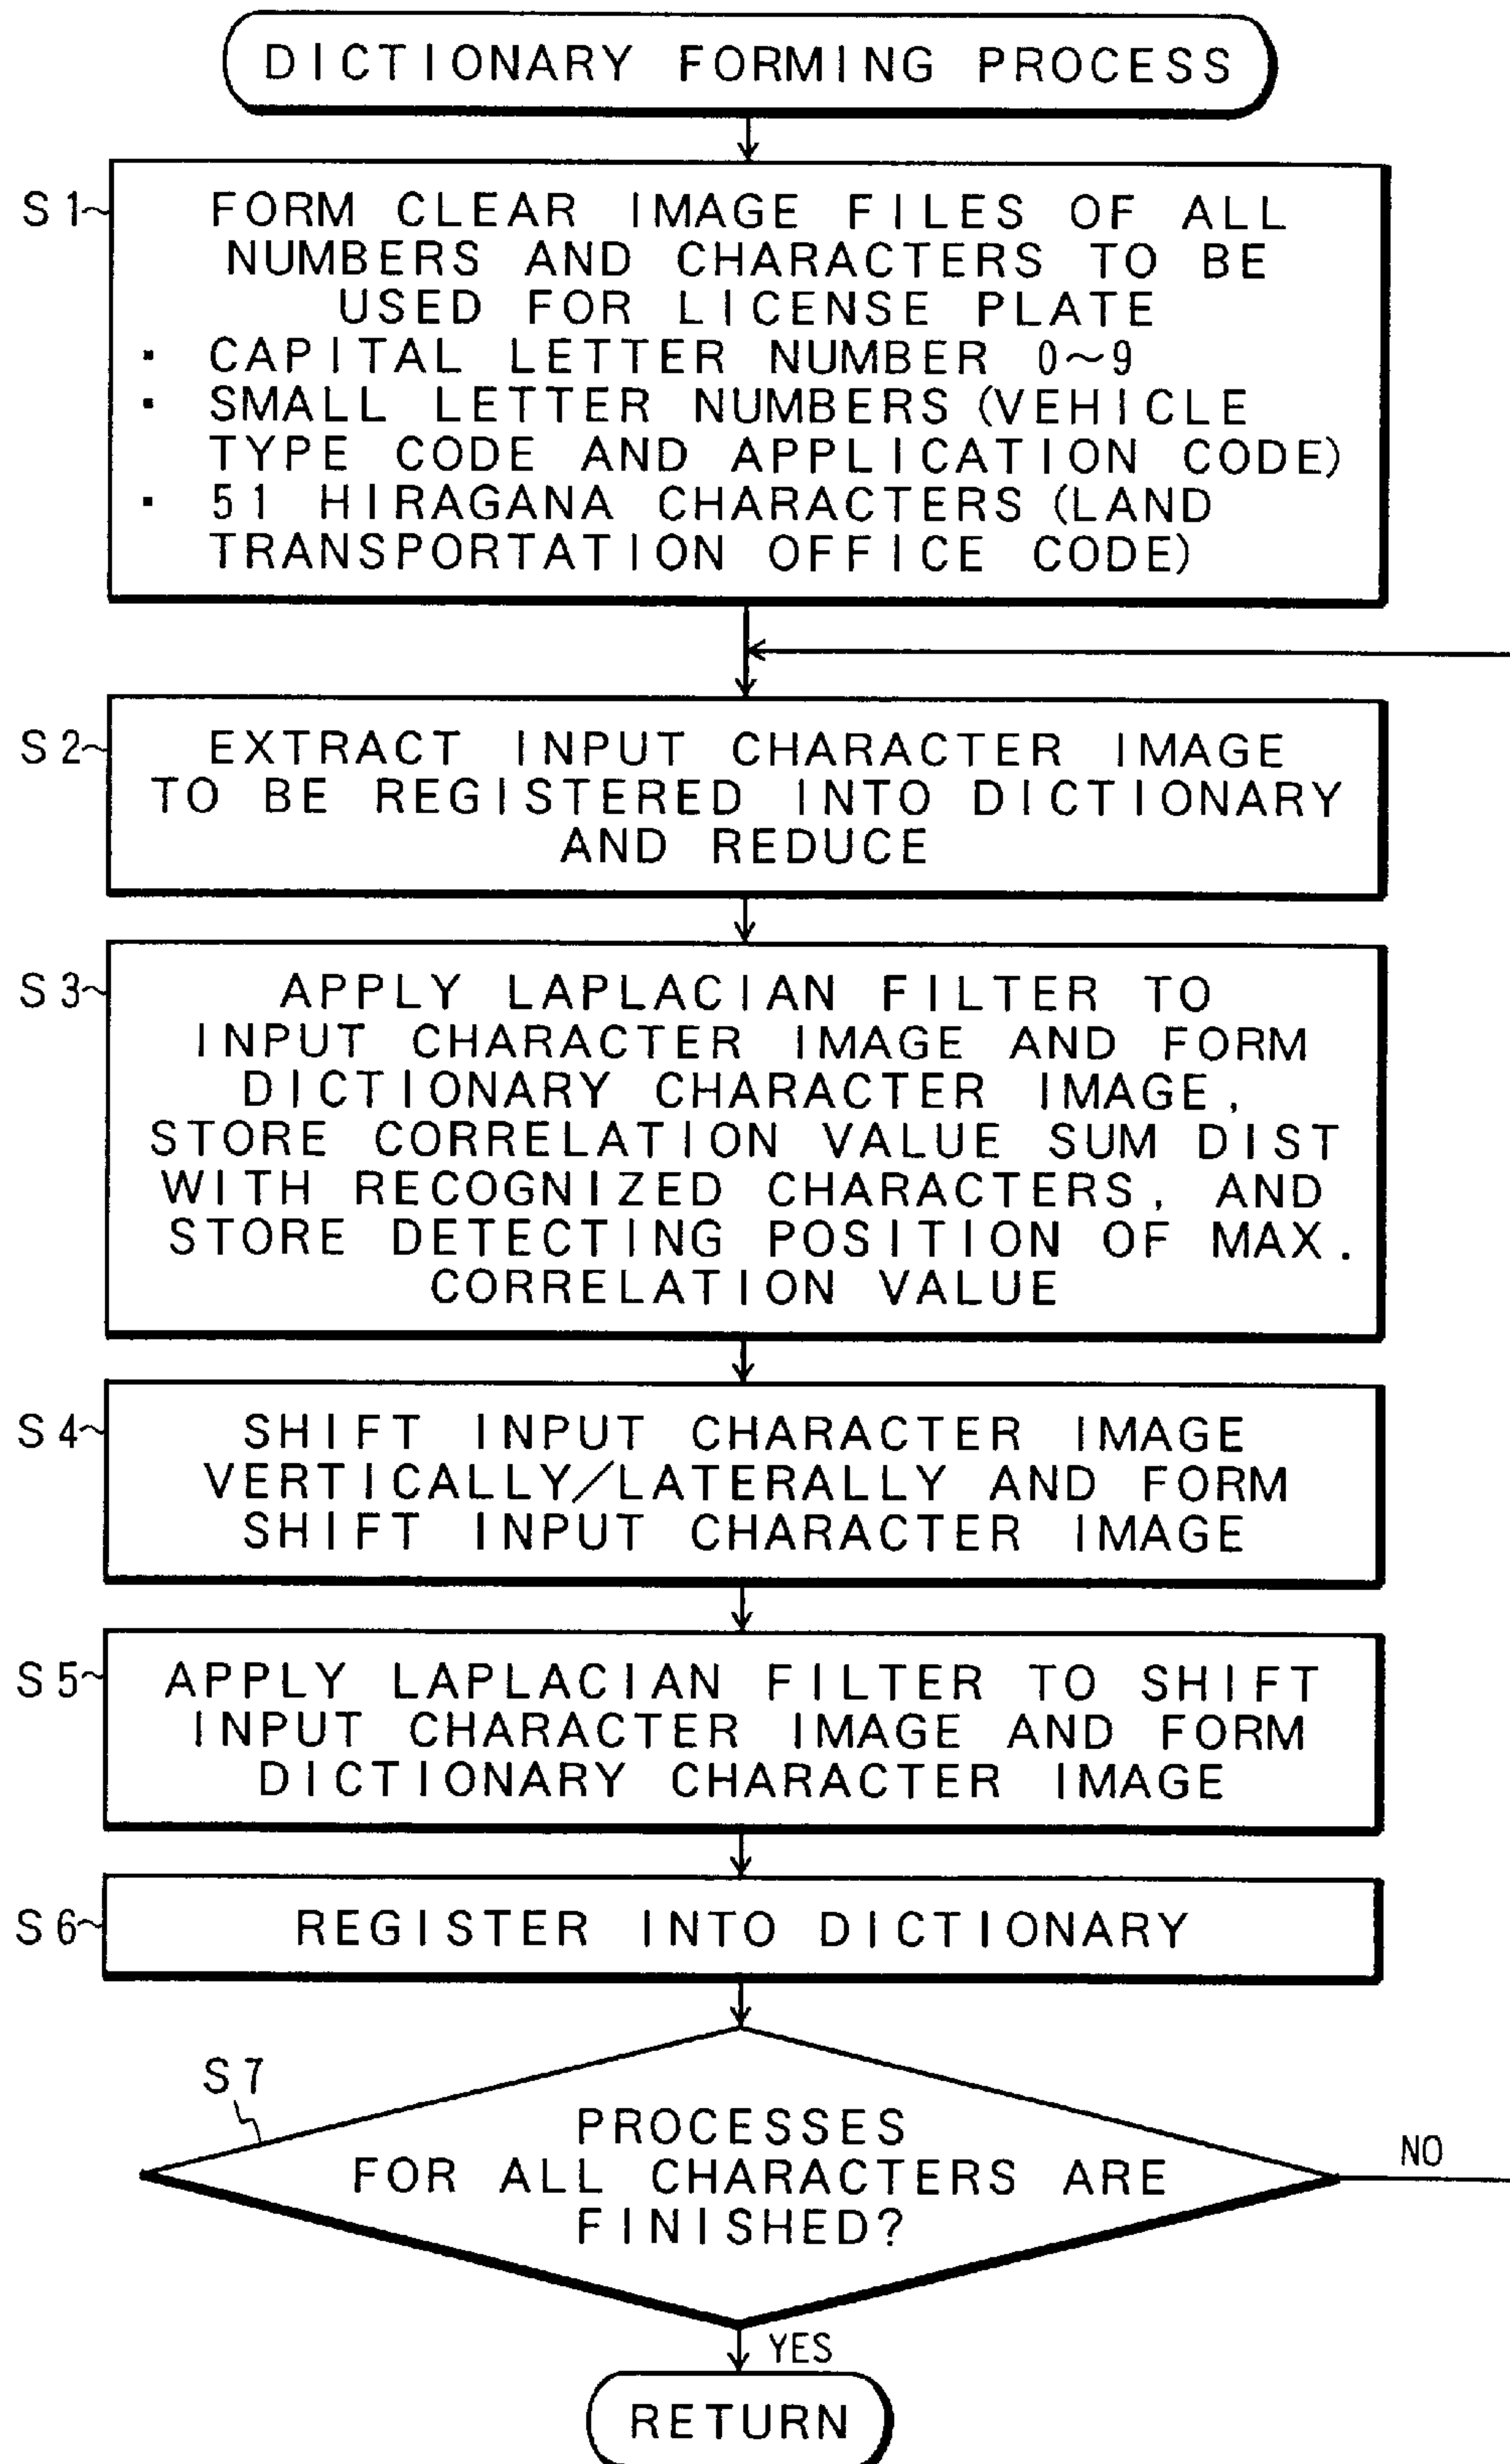 DICTIONARY FORMING PROCESS
S1
FORM CLEAR IMAGE FILES OF ALL
NUMBERS AND CHARACTERS TO BE
USED FOR LICENSE PLATE
· CAPITAL LETTER NUMBER 0~9
· SMALL LETTER NUMBERS (VEHICLE
TYPE CODE AND APPLICATION CODE)
· 51 HIRAGANA CHARACTERS (LAND
TRANSPORTATION OFFICE CODE)
S2
EXTRACT INPUT CHARACTER IMAGE
TO BE REGISTERED INTO DICTIONARY
AND REDUCE
S3
APPLY LAPLACIAN FILTER TO
INPUT CHARACTER IMAGE AND FORM
DICTIONARY CHARACTER IMAGE,
STORE CORRELATION VALUE SUM DIST
WITH RECOGNIZED CHARACTERS, AND
STORE DETECTING POSITION OF MAX.
CORRELATION VALUE
S4
SHIFT INPUT CHARACTER IMAGE
VERTICALLY/LATERALLY AND FORM
SHIFT INPUT CHARACTER IMAGE
S5
APPLY LAPLACIAN FILTER TO SHIFT
INPUT CHARACTER IMAGE AND FORM
DICTIONARY CHARACTER IMAGE
S6
REGISTER INTO DICTIONARY
S7
PROCESSES
FOR ALL CHARACTERS ARE
FINISHED?
NO
YES
RETURN